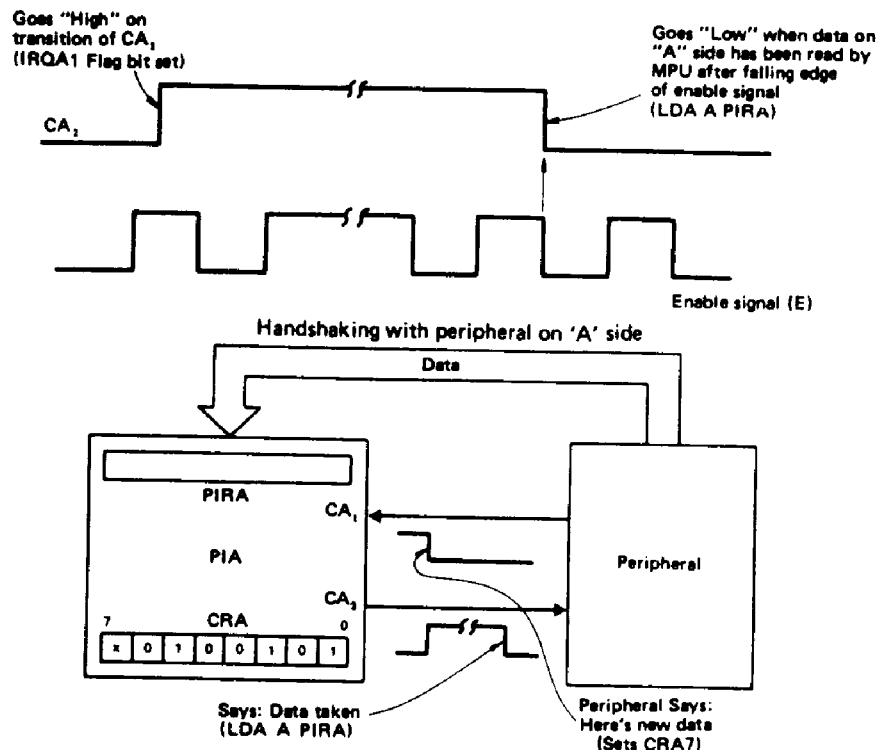 Goes "High" on
transition of CA₁
(IRQA1 Flag bit set)
Goes "Low" when data on
"A" side has been read by
MPU after falling edge
of enable signal
(LDA A PIRA)
CA₂
Enable signal (E)
Handshaking with peripheral on 'A' side
Data
PIRA
CA₁
PIA
Peripheral
CA₂
7 CRA 0
x 0 1 0 0 1 0 1
Says: Data taken
(LDA A PIRA)
Peripheral Says:
Here's new data
(Sets CRA7)